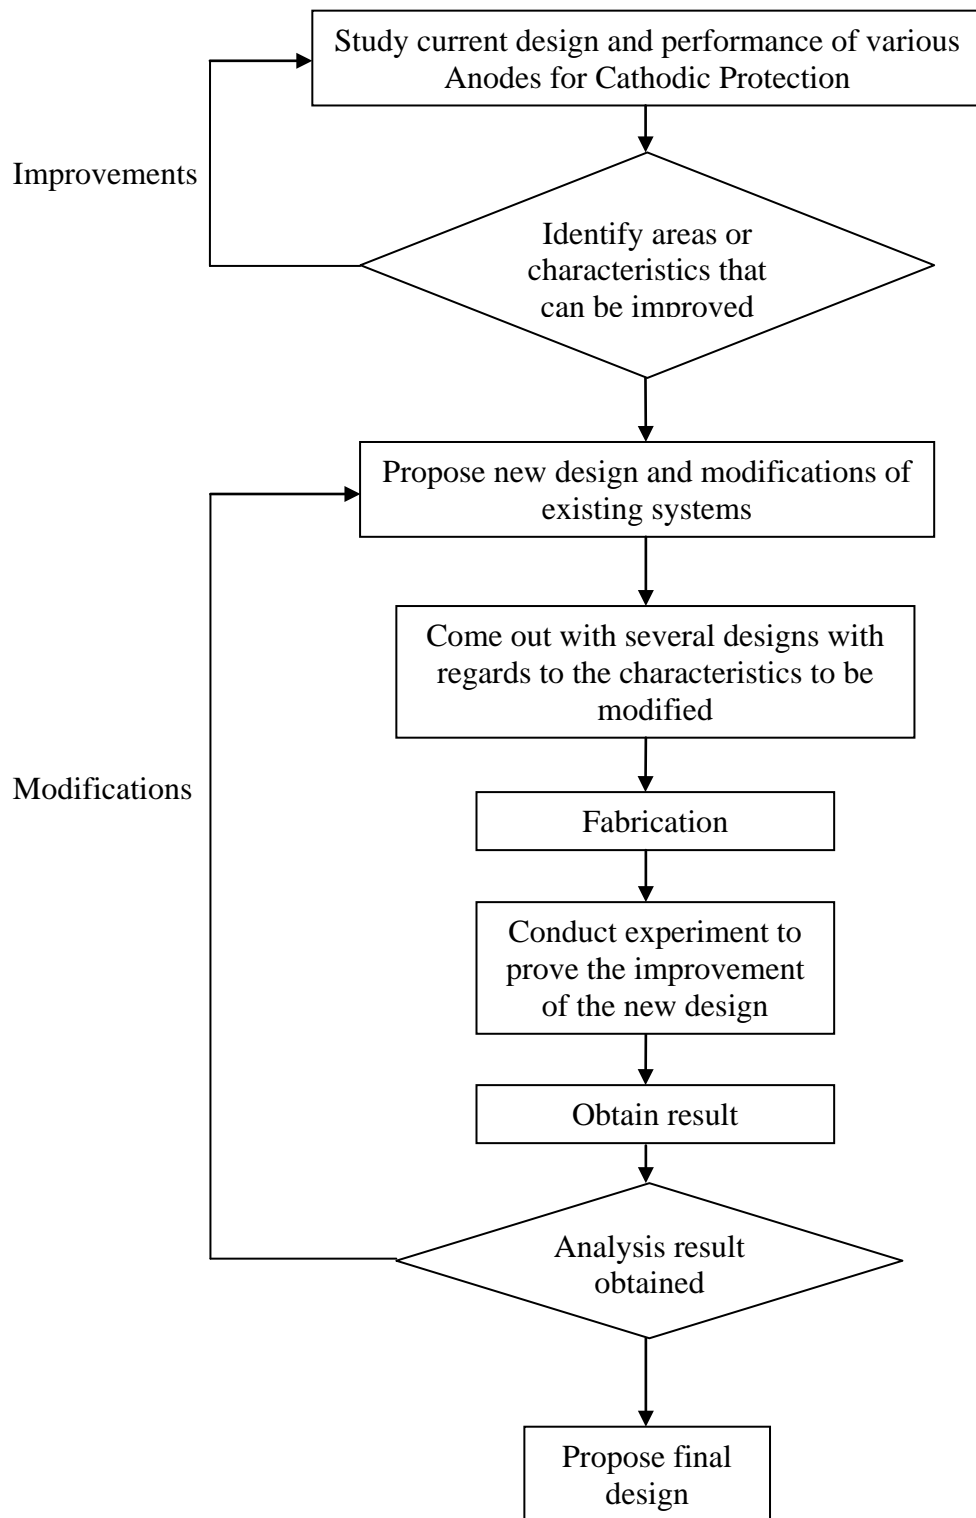 Study current design and performance of various
Anodes for Cathodic Protection
Improvements
Identify areas or
characteristics that
can be improved
Propose new design and modifications of
existing systems
Come out with several designs with
regards to the characteristics to be
modified
Modifications
Fabrication
Conduct experiment to
prove the improvement
of the new design
Obtain result
Analysis result
obtained
Propose final
design